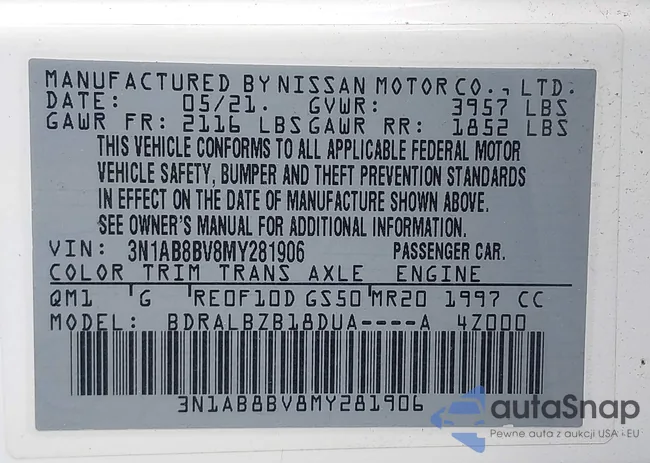 MANUFACTURED BY NISSAN MOTOR CO., LTD.
DATE: 05/21. GVWR: 3957 LBS
GAWR FR: 2116 LBS GAWR RR: 1852 LBS
THIS VEHICLE CONFORMS TO ALL APPLICABLE FEDERAL MOTOR
VEHICLE SAFETY, BUMPER AND THEFT PREVENTION STANDARDS
IN EFFECT ON THE DATE OF MANUFACTURE SHOWN ABOVE.
SEE OWNER'S MANUAL FOR ADDITIONAL INFORMATION.
VIN: 3N1AB8BV8MY281906 PASSENGER CAR.
COLOR TRIM TRANS AXLE ENGINE
QM1 G RE0F10D GS50 MR20 1997 CC
MODEL: BDRALBZB18DUA----A 4Z000
3N1AB8BV8MY281906
autoSnap
Pewne auta z aukcji USA i EU